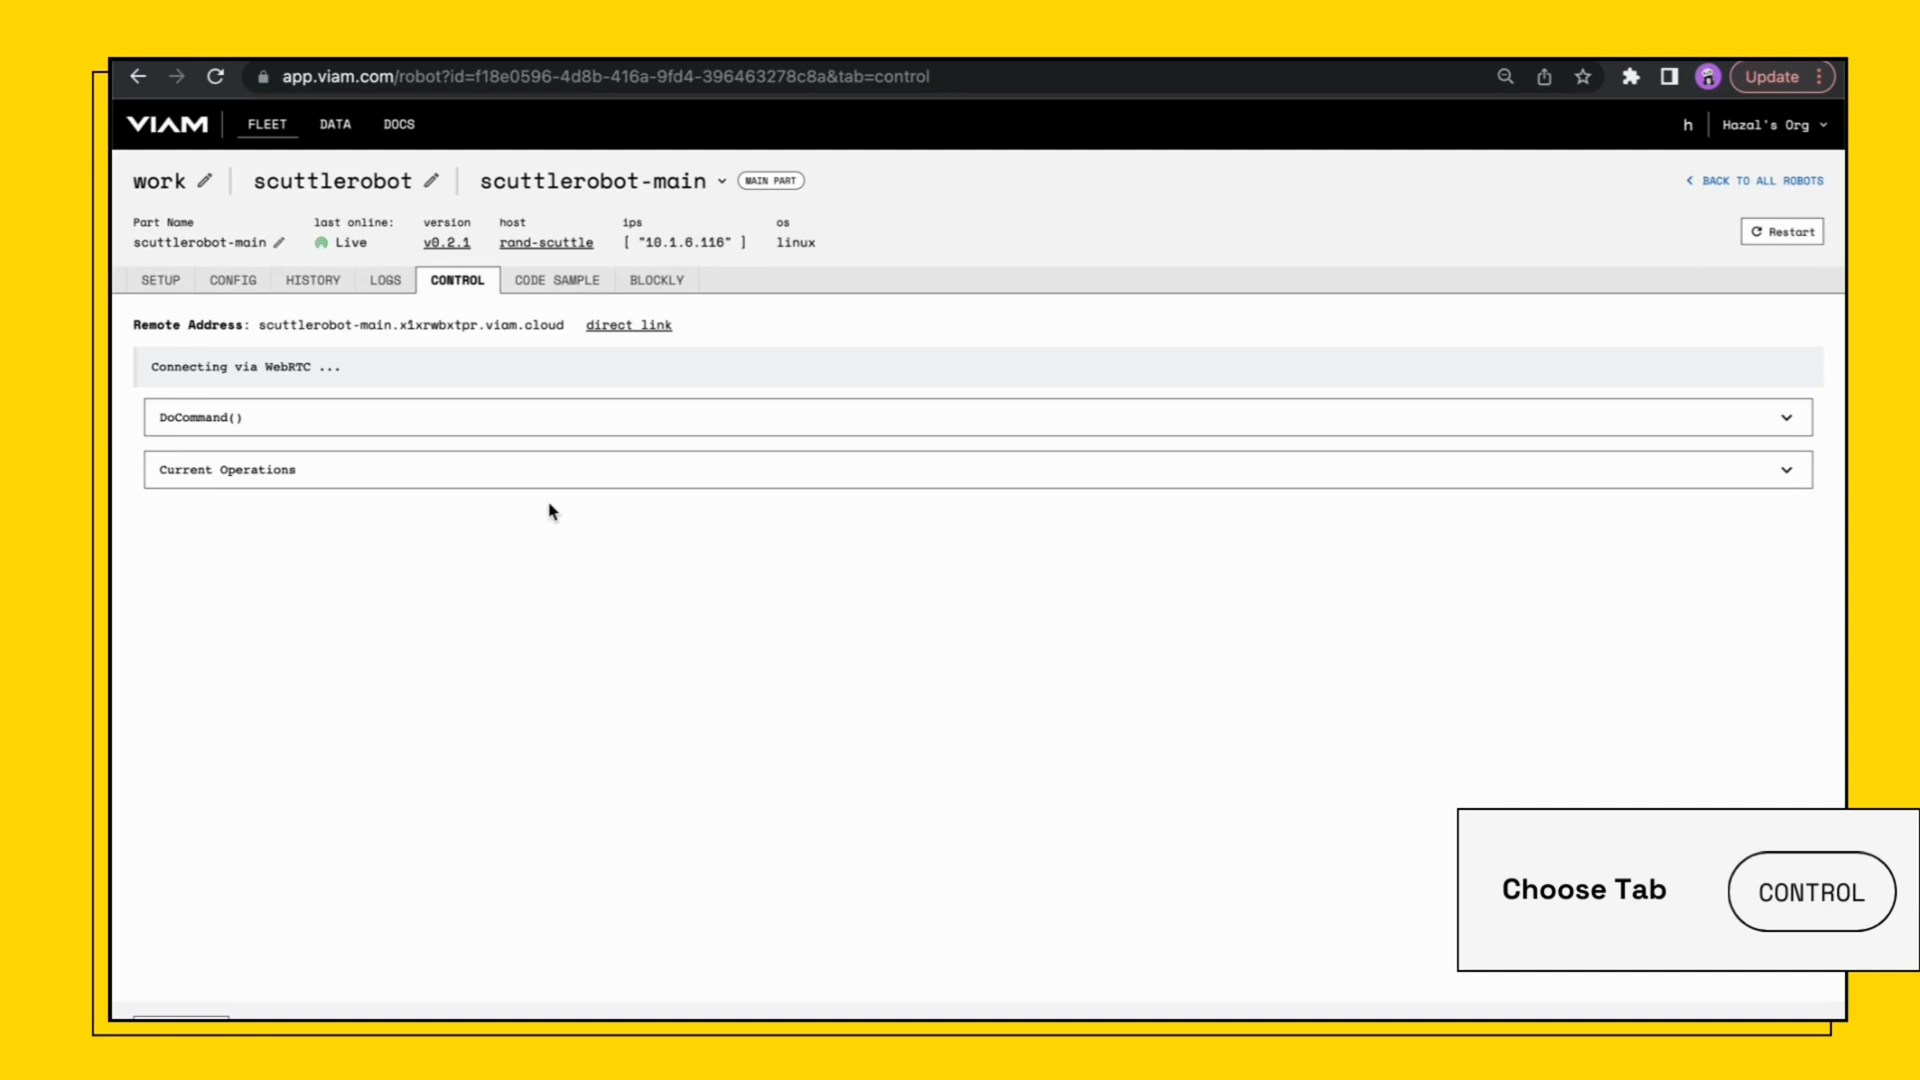 app.viam.com/robot?id=f18e0596-4d8b-416a-9fd4-396463278c8a&tab=control
Update
VIAM
FLEET DATA DOCS
h Hazal's Org
work scuttlerobot scuttlerobot-main MAIN PART
BACK TO ALL ROBOTS
Part Name last online: version host ips os
scuttlerobot-main Live v0.2.1 rand-scuttle [ "10.1.6.116" ] linux
Restart
SETUP CONFIG HISTORY LOGS CONTROL CODE SAMPLE BLOCKLY
Remote Address: scuttlerobot-main.x1xrwbxtpr.viam.cloud direct link
Connecting via WebRTC ...
DoCommand()
Current Operations
Choose Tab CONTROL